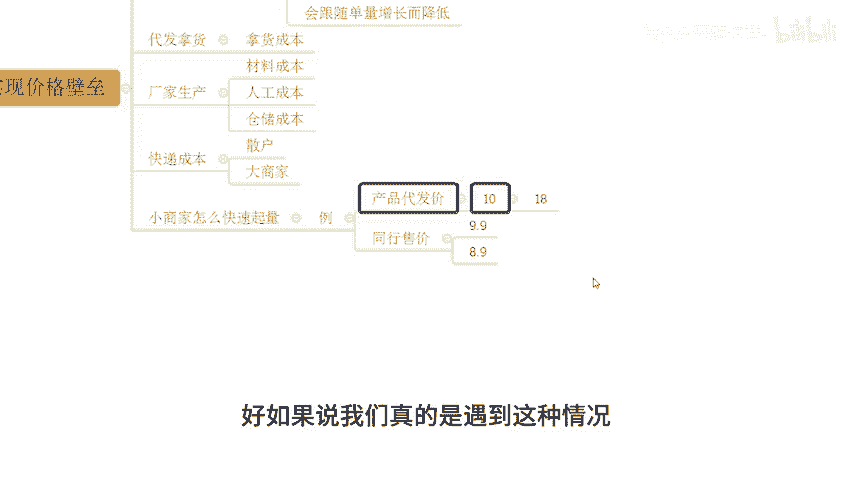 会跟随单量增长而降低
代发拿货 拿货成本
材料成本
现价格壁垒
厂家生产 人工成本
仓储成本
散户
快递成本
大商家
产品代发价 10 18
小商家怎么快速起量 例
9.9
同行售价
8.9
好如果说我们真的是遇到这种情况
bilibili